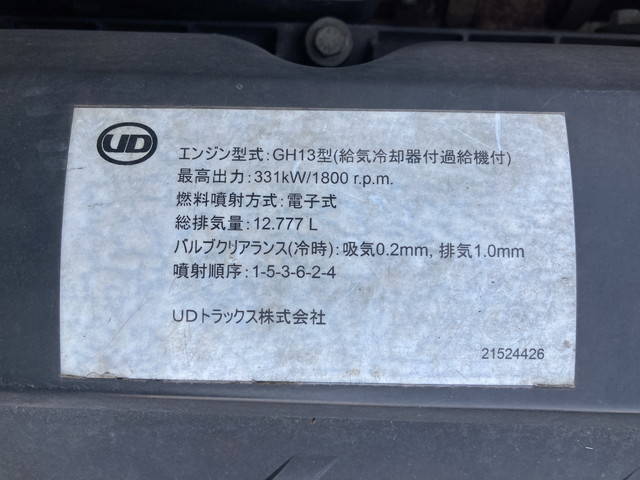 UD
エンジン型式:GH13型(給気冷却器付過給機付)
最高出力:331kW/1800 r.p.m.
燃料噴射方式:電子式
総排気量:12.777 L
バルブクリアランス(冷時):吸気0.2mm, 排気1.0mm
噴射順序:1-5-3-6-2-4
UDトラックス株式会社
21524426